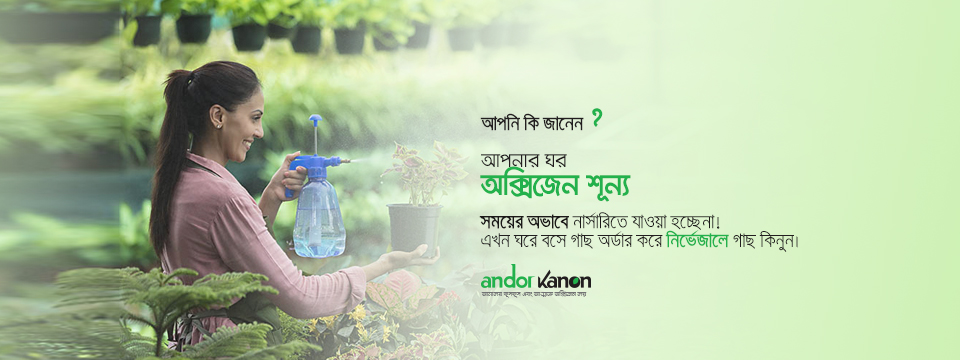 আপনি কি জানেন ?
আপনার ঘর
অক্সিজেন শূন্য
সময়ের অভাবে নার্সারিতে যাওয়া হচ্ছেনা!
এখন ঘরে বসে গাছ অর্ডার করে নির্ভেজালে গাছ কিনুন।
andor kanon